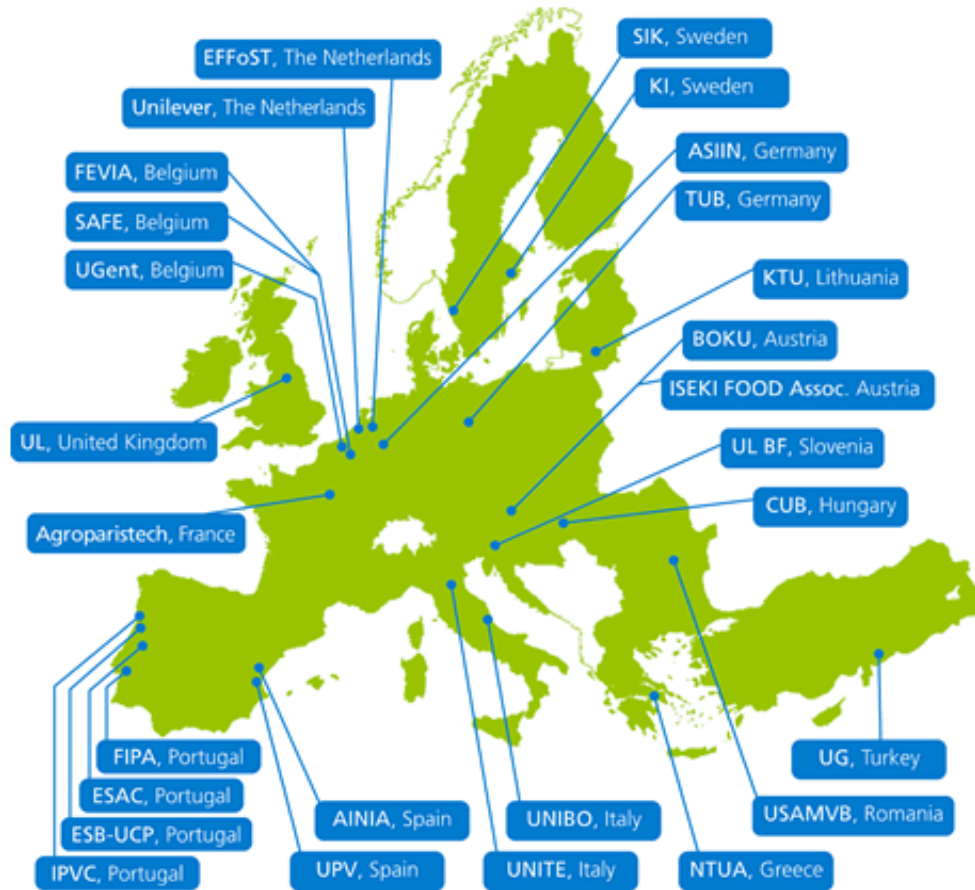 SIK, Sweden
EFFoST, The Netherlands
KI, Sweden
Unilever, The Netherlands
ASIIN, Germany
FEVIA, Belgium
TUB, Germany
SAFE, Belgium
UGent, Belgium
KTU, Lithuania
BOKU, Austria
ISEKI FOOD Assoc. Austria
UL, United Kingdom
UL BF, Slovenia
CUB, Hungary
Agroparistech, France
FIPA, Portugal
UG, Turkey
ESAC, Portugal
AINIA, Spain
UNIBO, Italy
USAMVB, Romania
ESB-UCP, Portugal
IPVC, Portugal
UPV, Spain
UNITE, Italy
NTUA, Greece